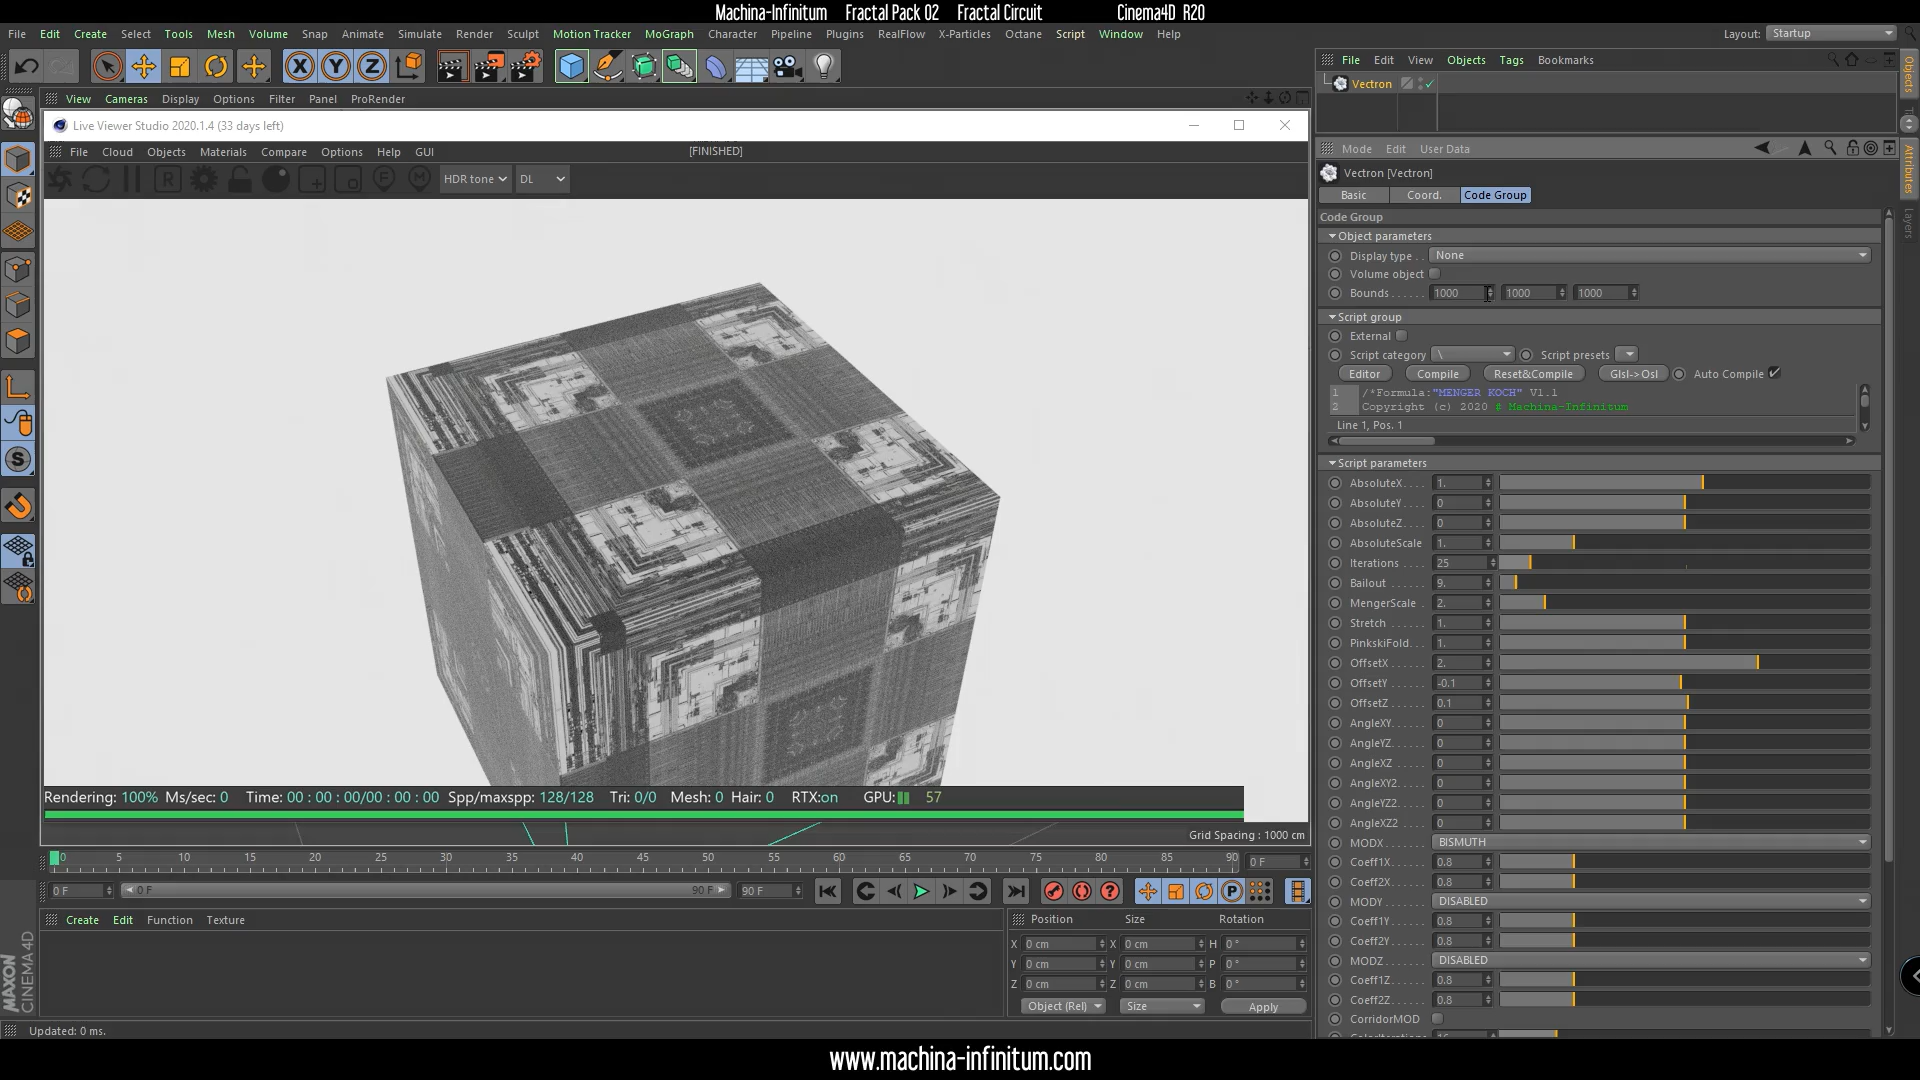 Machina-Infinitum Fractal Pack 02 Fractal Circuit Cinema4D R20
File Edit Create Select Tools Mesh Volume Snap Animate Simulate Render Sculpt Motion Tracker MoGraph Character Pipeline Plugins RealFlow X-Particles Octane Script Window Help
Layout: Startup
View Cameras Display Options Filter Panel ProRender
Live Viewer Studio 2020.1.4 (33 days left)
File Cloud Objects Materials Compare Options Help GUI
[FINISHED]
HDR tone DL
Rendering: 100% Ms/sec: 0 Time: 00 : 00 : 00/00 : 00 : 00 Spp/maxspp: 128/128 Tri: 0/0 Mesh: 0 Hair: 0 RTX:on GPU: 57
Grid Spacing : 1000 cm
0 5 10 15 20 25 30 35 40 45 50 55 60 65 70 75 80 85 90
0 F
0 F 0 F 90 F 90 F
Create Edit Function Texture
Position Size Rotation
X 0 cm X 0 cm H 0 °
Y 0 cm Y 0 cm P 0 °
Z 0 cm Z 0 cm B 0 °
Object (Rel) Size Apply
MAXON
CINEMA 4D
Updated: 0 ms.
File Edit View Objects Tags Bookmarks
Vectron
Objects
Mode Edit User Data
Attributes
Layers
Vectron [Vectron]
Basic Coord. Code Group
Code Group
Object parameters
Display type . . None
Volume object
Bounds . . . . . . 1000 1000 1000
Script group
External
Script category \ Script presets
Editor Compile Reset&Compile Glsl->Osl Auto Compile
1 /*Formula:"MENGER KOCH" V1.1
2 Copyright (c) 2020 # Machina-Infinitum
Line 1, Pos. 1
Script parameters
AbsoluteX. . . . 1.
AbsoluteY. . . . 0
AbsoluteZ. . . . 0
AbsoluteScale 1.
Iterations . . . . 25
Bailout . . . . . . 9.
MengerScale . 2.
Stretch . . . . . . 1.
PinkskiFold. . . 1.
OffsetX . . . . . . 2.
OffsetY . . . . . . -0.1
OffsetZ . . . . . . 0.1
AngleXY. . . . . . 0
AngleYZ. . . . . . 0
AngleXZ . . . . . 0
AngleXY2. . . . . 0
AngleYZ2. . . . . 0
AngleXZ2 . . . . 0
MODX . . . . . . BISMUTH
Coeff1X . . . . . 0.8
Coeff2X . . . . . 0.8
MODY . . . . . . DISABLED
Coeff1Y . . . . . 0.8
Coeff2Y . . . . . 0.8
MODZ . . . . . . DISABLED
Coeff1Z . . . . . 0.8
Coeff2Z . . . . . 0.8
CorridorMOD
www.machina-infinitum.com